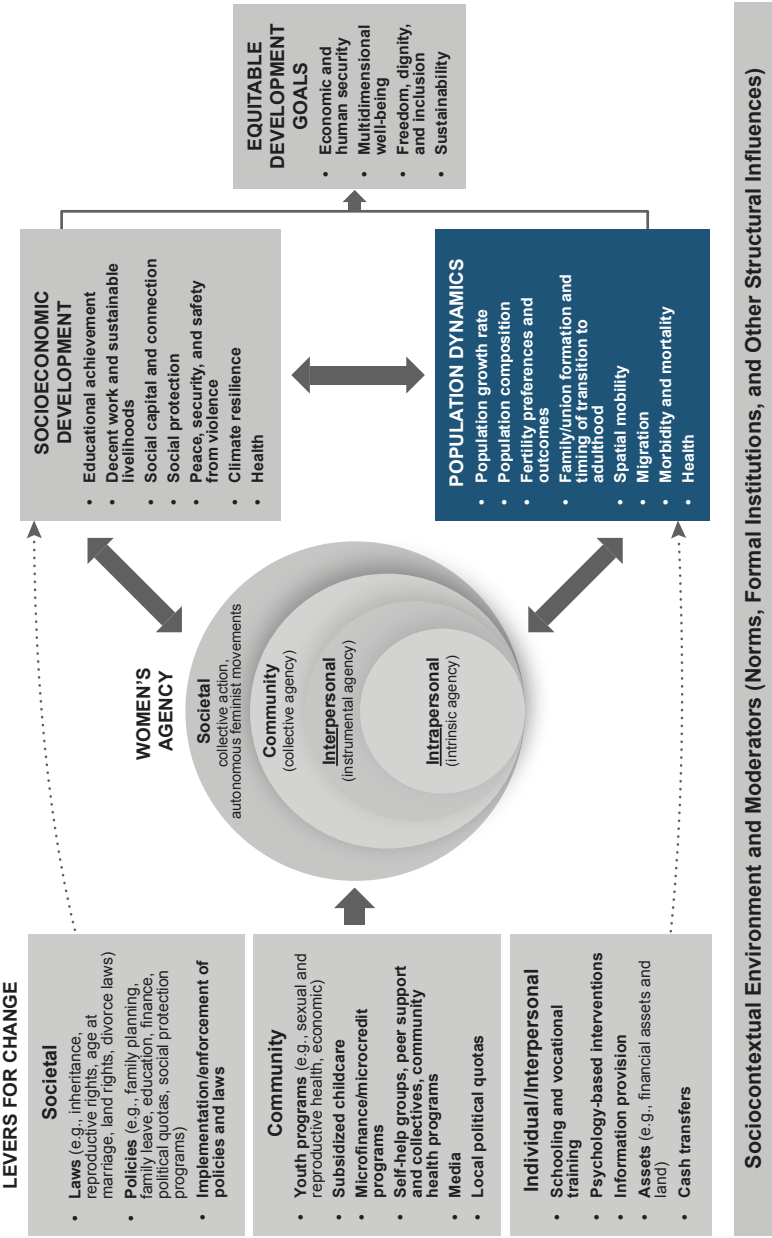 LEVERS FOR CHANGE
Societal
• Laws (e.g., inheritance,
reproductive rights, age at
marriage, land rights, divorce laws)
• Policies (e.g., family planning,
family leave, education, finance,
political quotas, social protection
programs)
• Implementation/enforcement of
policies and laws
Community
• Youth programs (e.g., sexual and
reproductive health, economic)
• Subsidized childcare
• Microfinance/microcredit
programs
• Self-help groups, peer support
and collectives, community
health programs
• Media
• Local political quotas
Individual/Interpersonal
• Schooling and vocational
training
• Psychology-based interventions
• Information provision
• Assets (e.g., financial assets and
land)
• Cash transfers
WOMEN'S
AGENCY
Societal
collective action,
autonomous feminist movements
Community
(collective agency)
Interpersonal
(instrumental agency)
Intrapersonal
(intrinsic agency)
SOCIOECONOMIC
DEVELOPMENT
• Educational achievement
• Decent work and sustainable
livelihoods
• Social capital and connection
• Social protection
• Peace, security, and safety
from violence
• Climate resilience
• Health
POPULATION DYNAMICS
• Population growth rate
• Population composition
• Fertility preferences and
outcomes
• Family/union formation and
timing of transition to
adulthood
• Spatial mobility
• Migration
• Morbidity and mortality
• Health
EQUITABLE
DEVELOPMENT
GOALS
• Economic and
human security
• Multidimensional
well-being
• Freedom, dignity,
and inclusion
• Sustainability
Sociocontextual Environment and Moderators (Norms, Formal Institutions, and Other Structural Influences)